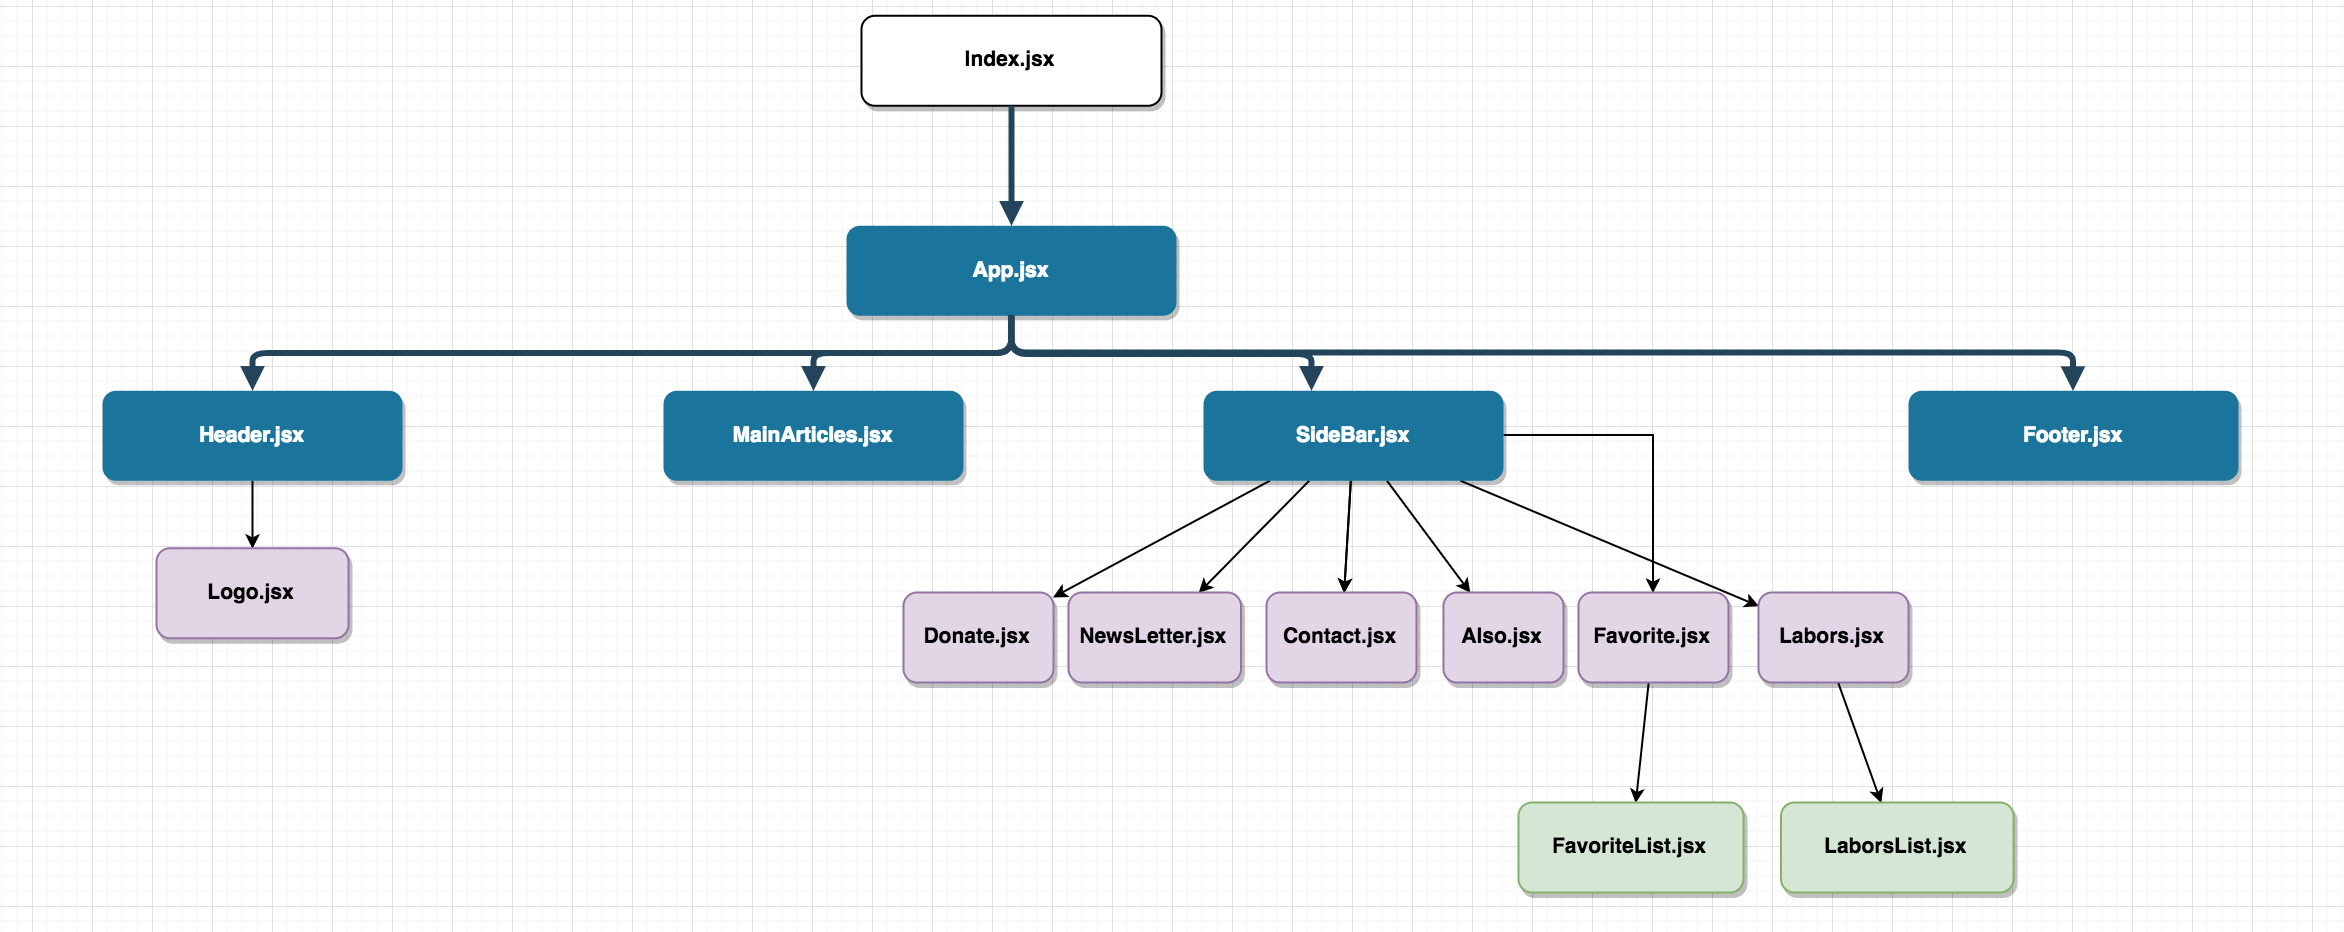 Index.jsx
App.jsx
Header.jsx
MainArticles.jsx
SideBar.jsx
Footer.jsx
Logo.jsx
Donate.jsx
NewsLetter.jsx
Contact.jsx
Also.jsx
Favorite.jsx
Labors.jsx
FavoriteList.jsx
LaborsList.jsx